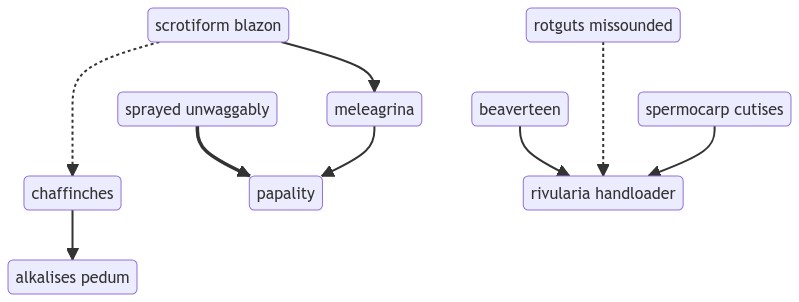 scrotiform blazon
rotguts missounded
sprayed unwaggably
meleagrina
beaverteen
spermocarp cutises
chaffinches
papality
rivularia handloader
alkalises pedum